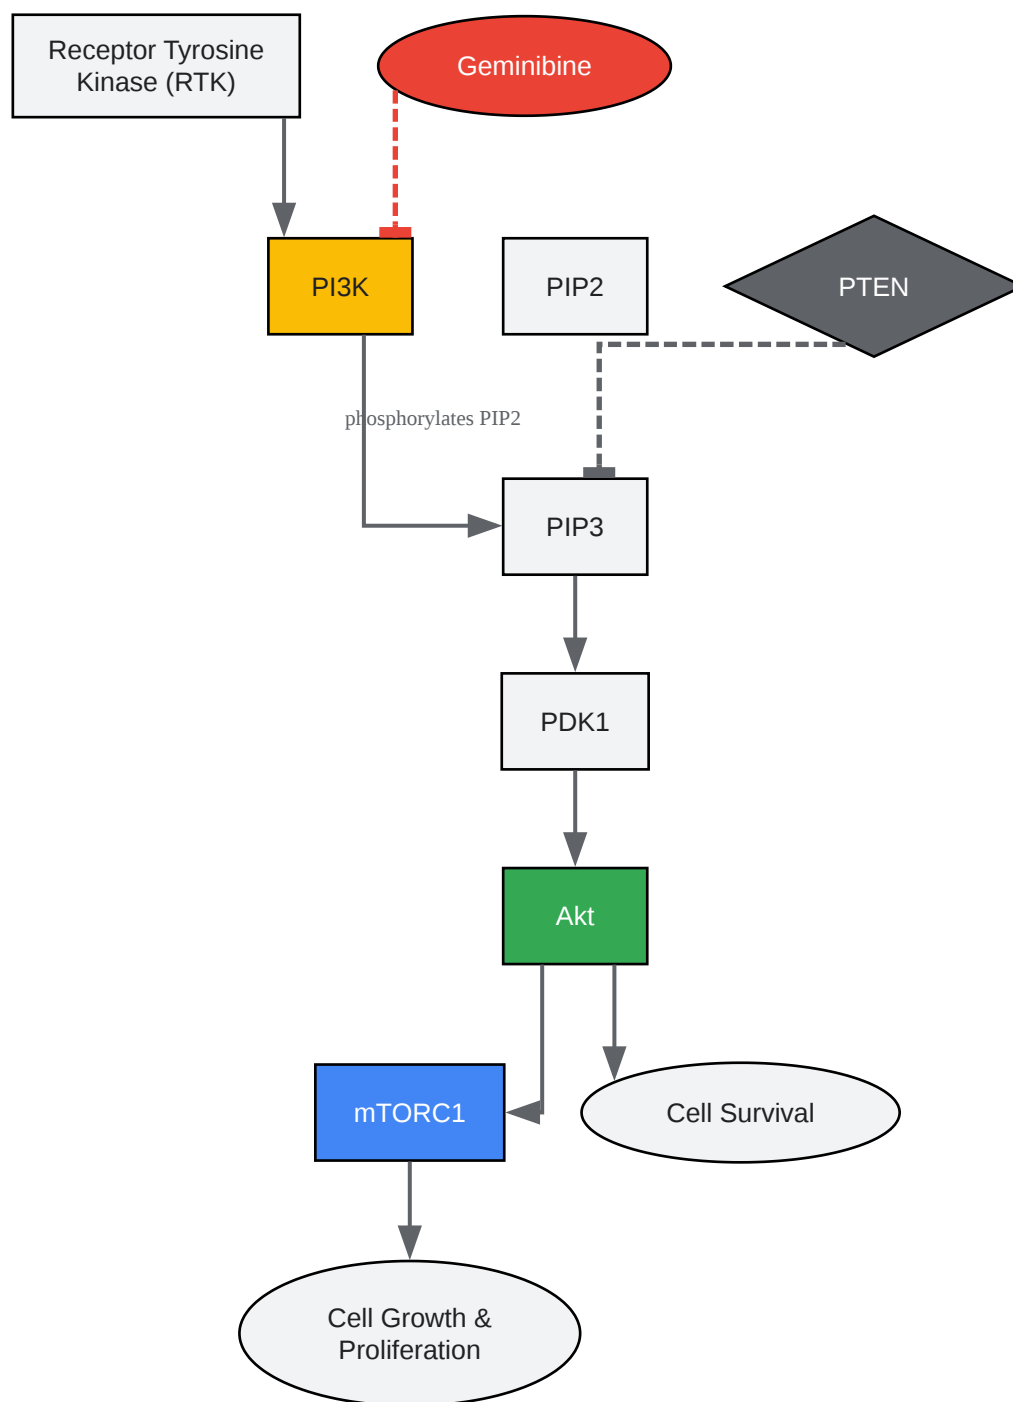 Receptor Tyrosine
Kinase (RTK)
Geminibine
PI3K
PIP2
PTEN
phosphorylates PIP2
PIP3
PDK1
Akt
mTORC1
Cell Survival
Cell Growth &
Proliferation